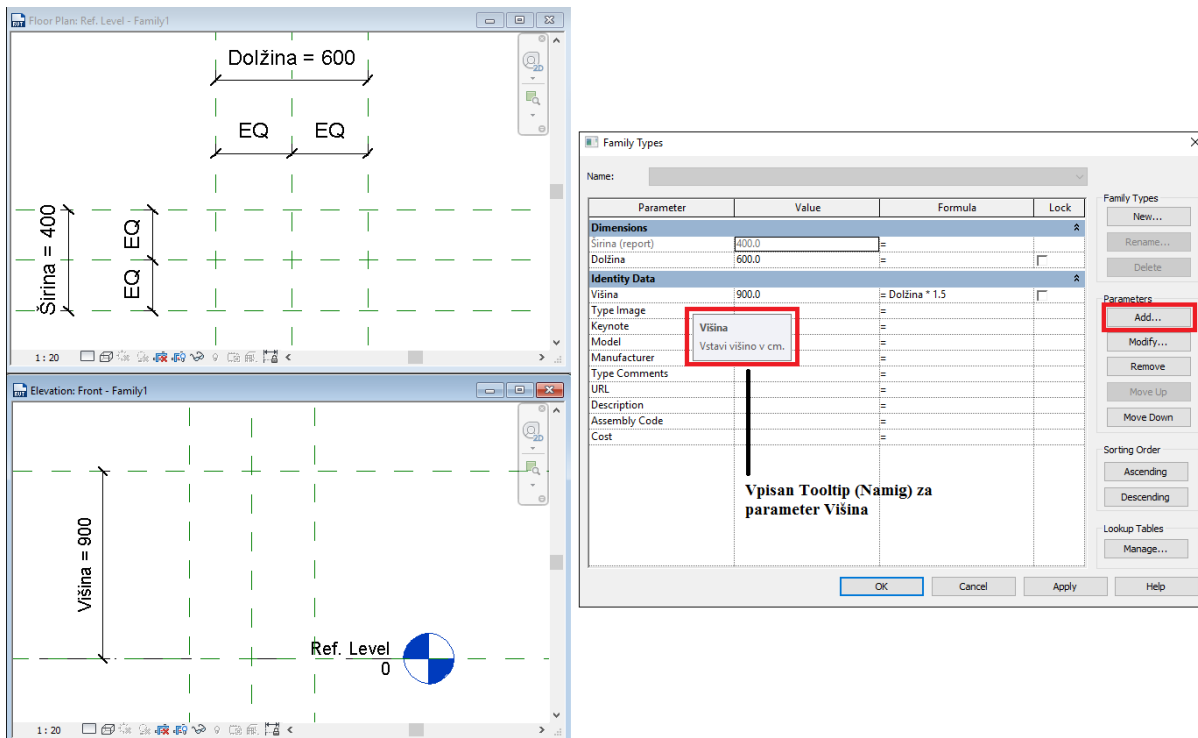 Floor Plan: Ref. Level - Family1
Dolžina = 600
EQ EQ
Širina = 400
EQ
EQ
2D
1 : 20
Elevation: Front - Family1
2D
Višina = 900
Ref. Level
0
1 : 20
Family Types
Name:
Parameter Value Formula Lock
Dimensions
Širina (report) 400.0 =
Dolžina 600.0 =
Identity Data
Višina 900.0 = Dolžina * 1.5
Type Image =
Keynote =
Model =
Manufacturer =
Type Comments =
URL =
Description =
Assembly Code =
Cost =
Višina
Vstavi višino v cm.
Vpisan Tooltip (Namig) za
parameter Višina
Family Types
New...
Rename...
Delete
Parameters
Add...
Modify...
Remove
Move Up
Move Down
Sorting Order
Ascending
Descending
Lookup Tables
Manage...
OK Cancel Apply Help